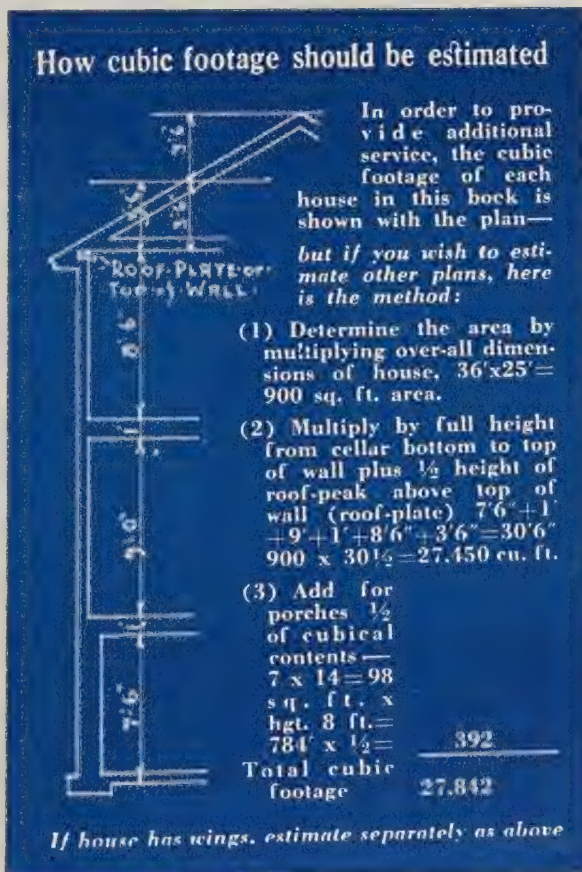 How cubic footage should be estimated
In order to pro-
vide additional
service, the cubic
footage of each
house in this book is
shown with the plan—
but if you wish to esti-
mate other plans, here
is the method:
(1) Determine the area by
multiplying over-all dimen-
sions of house, 36'x25'=
900 sq. ft. area.
(2) Multiply by full height
from cellar bottom to top
of wall plus ½ height of
roof-peak above top of
wall (roof-plate) 7'6"+1'
+9'+1'+8'6"+3'6"=30'6"
900 x 30½=27.450 cu. ft.
(3) Add for
porches ½
of cubical
contents—
7 x 14=98
sq. ft. x
hgt. 8 ft.=
784' x ½= 392
Total cubic
footage 27.842
If house has wings, estimate separately as above
3'6"
3'6"
3'6"
ROOF-PLATE or
TOP of WALL
8'6"
1'
9'0"
1'
7'6"